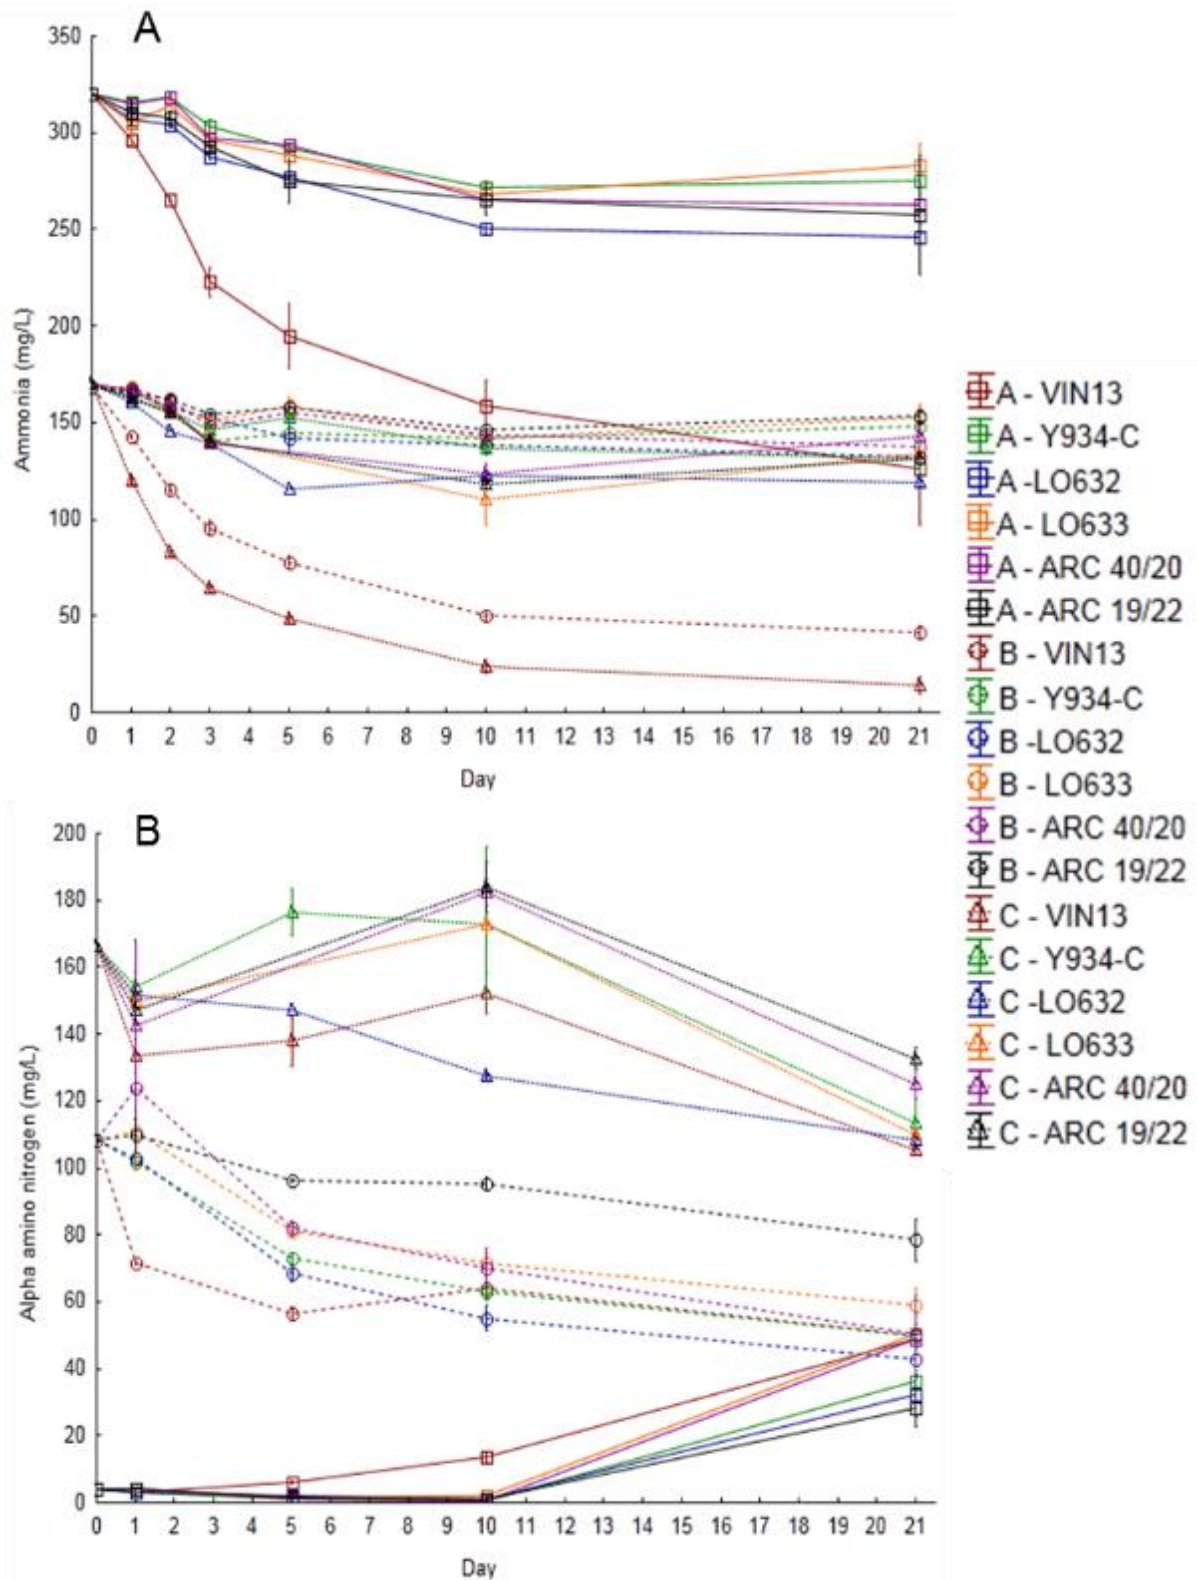 A
350
300
250
200
150
100
50
0
Ammonia (mg/L)
0 1 2 3 4 5 6 7 8 9 10 11 12 13 14 15 16 17 18 19 20 21
Day
B
200
180
160
140
120
100
80
60
40
20
0
Alpha amino nitrogen (mg/L)
0 1 2 3 4 5 6 7 8 9 10 11 12 13 14 15 16 17 18 19 20 21
Day
A - VIN13
A - Y934-C
A -LO632
A - LO633
A - ARC 40/20
A - ARC 19/22
B - VIN13
B - Y934-C
B -LO632
B - LO633
B - ARC 40/20
B - ARC 19/22
C - VIN13
C - Y934-C
C -LO632
C - LO633
C - ARC 40/20
C - ARC 19/22